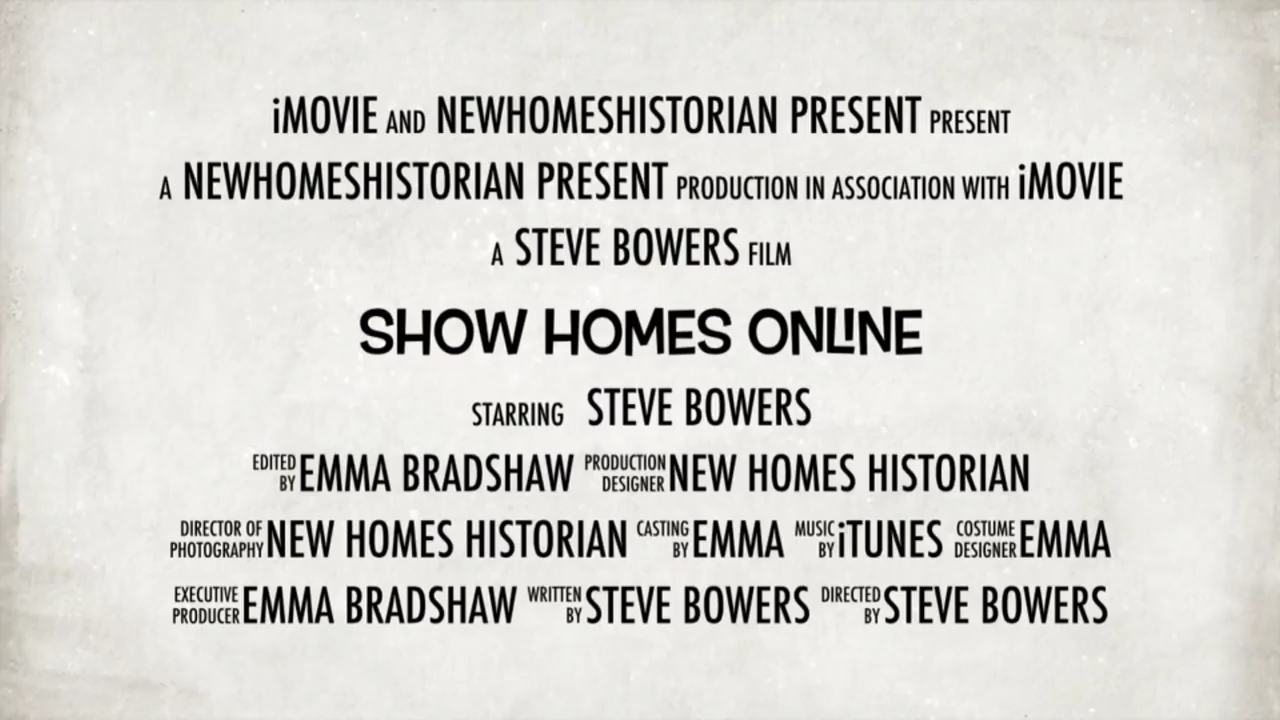 iMOVIE AND NEWHOMESHISTORIAN PRESENT PRESENT
A NEWHOMESHISTORIAN PRESENT PRODUCTION IN ASSOCIATION WITH iMOVIE
A STEVE BOWERS FILM
SHOW HOMES ONLINE
STARRING STEVE BOWERS
EDITED BY EMMA BRADSHAW PRODUCTION DESIGNER NEW HOMES HISTORIAN
DIRECTOR OF PHOTOGRAPHY NEW HOMES HISTORIAN CASTING BY EMMA MUSIC BY iTUNES COSTUME DESIGNER EMMA
EXECUTIVE PRODUCER EMMA BRADSHAW WRITTEN BY STEVE BOWERS DIRECTED BY STEVE BOWERS